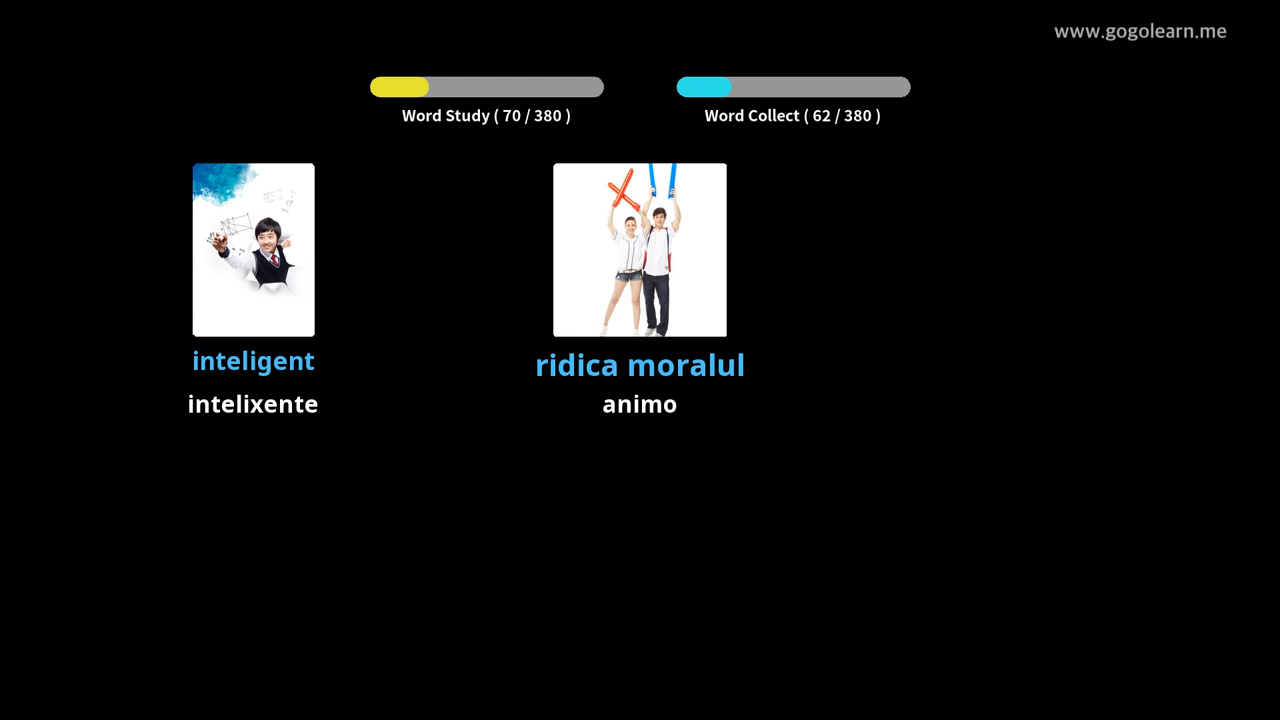 www.gogolearn.me
Word Study ( 70 / 380 )
Word Collect ( 62 / 380 )
inteligent
intelixente
ridica moralul
animo